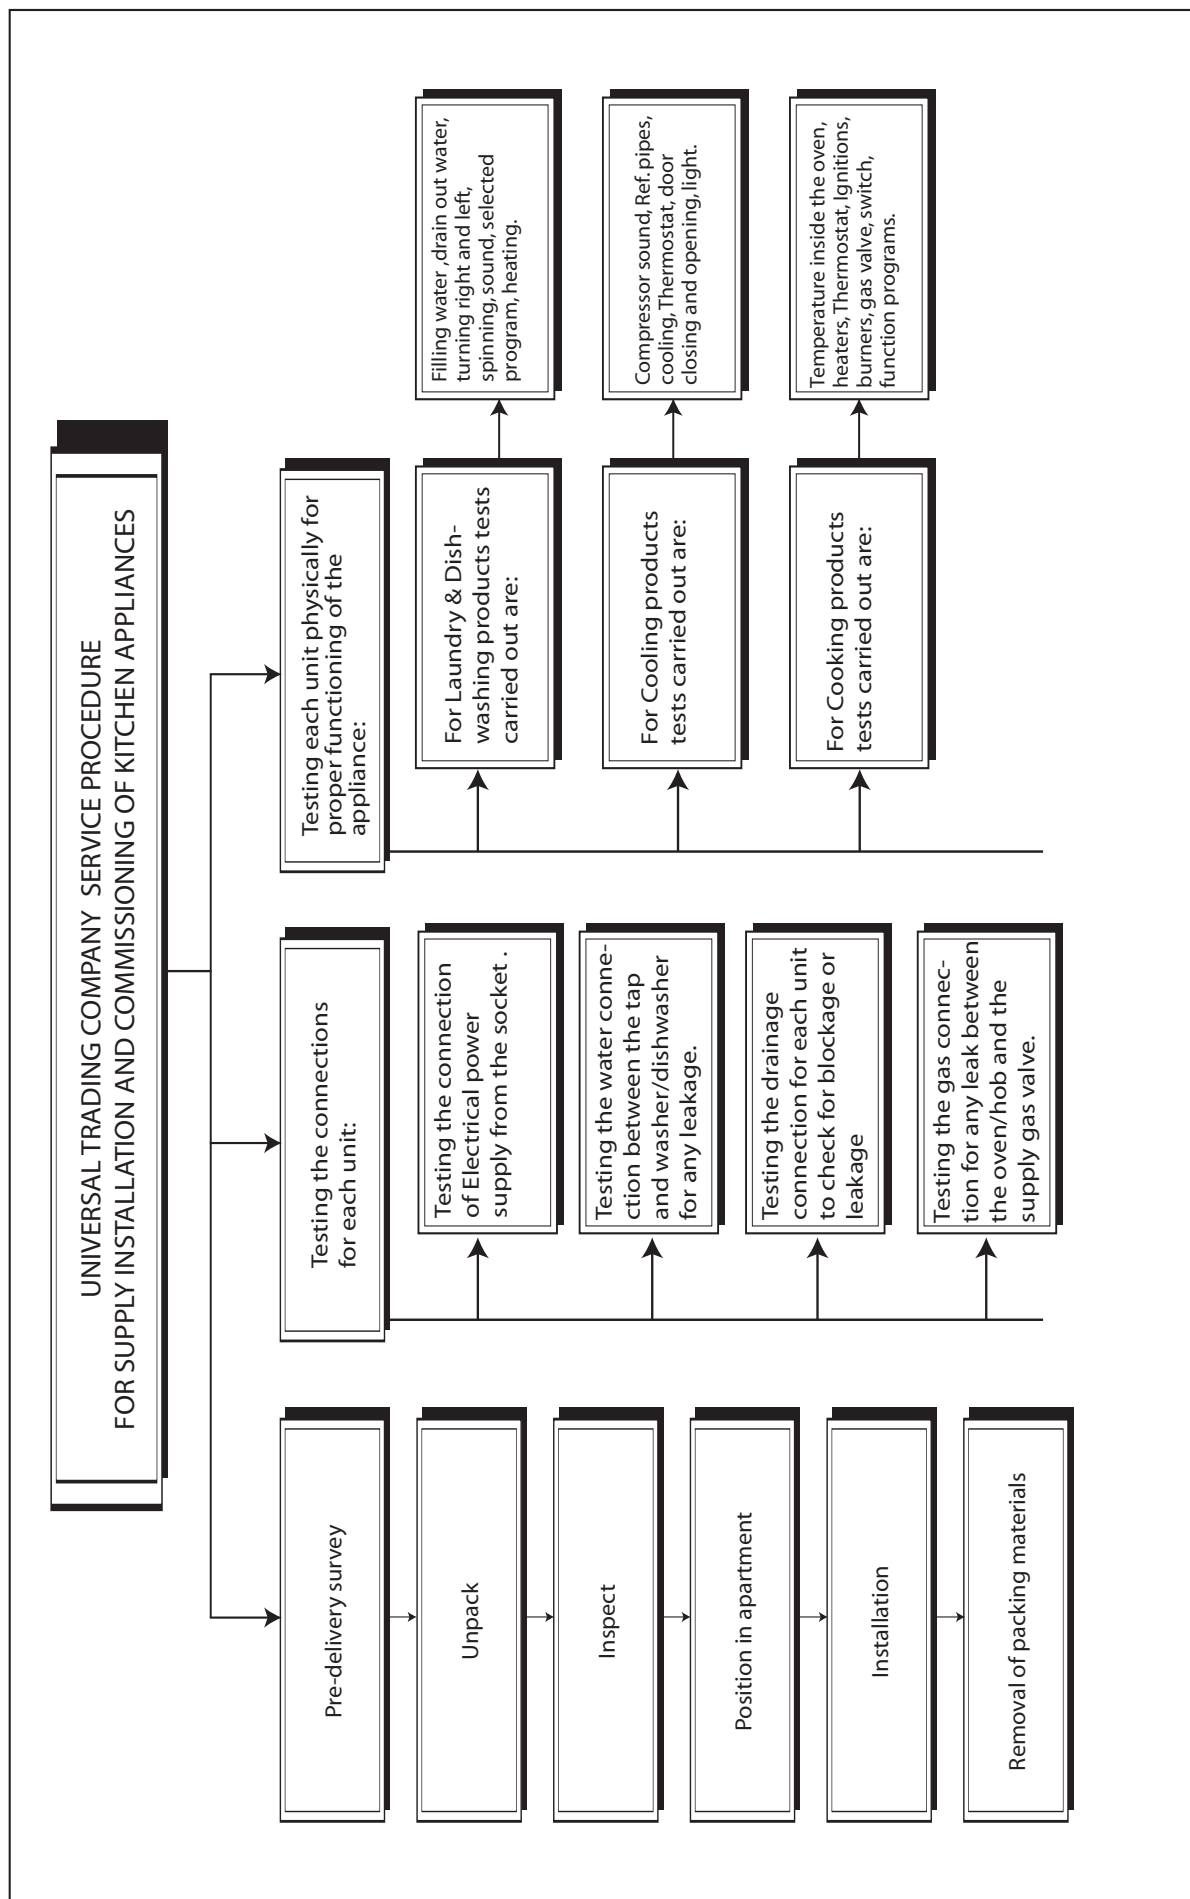 UNIVERSAL TRADING COMPANY  SERVICE PROCEDURE
FOR SUPPLY INSTALLATION AND COMMISSIONING OF KITCHEN APPLIANCES
Pre-delivery survey
Unpack
Inspect
Position in apartment
Installation
Removal of packing materials
Testing the connections
for each unit:
Testing the connection
of Electrical power
supply from the socket .
Testing the water conne-
ction between the tap
and washer/dishwasher
for any leakage.
Testing the drainage
connection for each unit
to check for blockage or
leakage
Testing the gas connec-
tion for any leak between
the oven/hob and the
supply gas valve.
Testing each unit physically for
proper functioning of the
appliance:
For Laundry & Dish-
washing products tests
carried out are:
Filling water ,drain out water,
turning right and left,
spinning, sound, selected
program, heating.
For Cooling products
tests carried out are:
Compressor sound, Ref. pipes,
cooling, Thermostat, door
closing and opening, light.
For Cooking products
tests carried out are:
Temperature inside the oven,
heaters, Thermostat, Ignitions,
burners, gas valve, switch,
function programs.